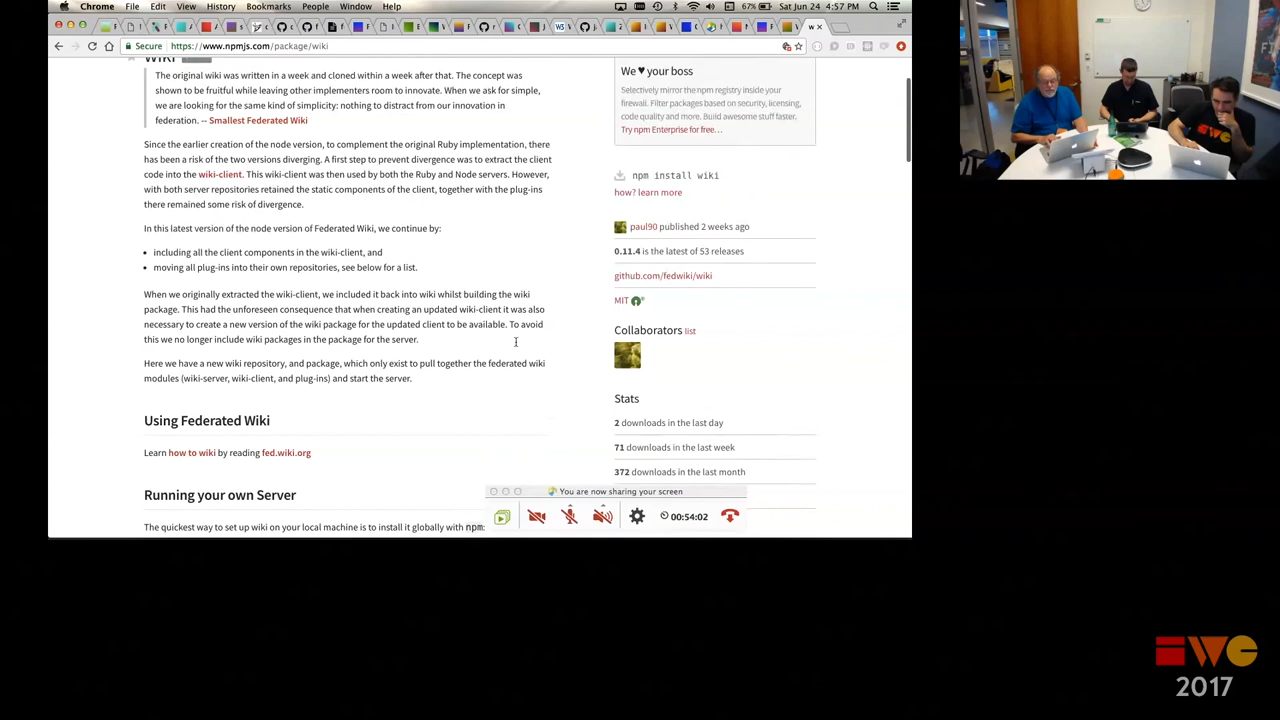 Chrome File Edit View History Bookmarks People Window Help
67% Sat Jun 24 4:57 PM
Secure https://www.npmjs.com/package/wiki
The original wiki was written in a week and cloned within a week after that. The concept was
shown to be fruitful while leaving other implementers room to innovate. When we ask for simple,
we are looking for the same kind of simplicity: nothing to distract from our innovation in
federation. -- Smallest Federated Wiki
Since the earlier creation of the node version, to complement the original Ruby implementation, there
has been a risk of the two versions diverging. A first step to prevent divergence was to extract the client
code into the wiki-client. This wiki-client was then used by both the Ruby and Node servers. However,
with both server repositories retained the static components of the client, together with the plug-ins
there remained some risk of divergence.
In this latest version of the node version of Federated Wiki, we continue by:
• including all the client components in the wiki-client, and
• moving all plug-ins into their own repositories, see below for a list.
When we originally extracted the wiki-client, we included it back into wiki whilst building the wiki
package. This had the unforeseen consequence that when creating an updated wiki-client it was also
necessary to create a new version of the wiki package for the updated client to be available. To avoid
this we no longer include wiki packages in the package for the server.
Here we have a new wiki repository, and package, which only exist to pull together the federated wiki
modules (wiki-server, wiki-client, and plug-ins) and start the server.
Using Federated Wiki
Learn how to wiki by reading fed.wiki.org
Running your own Server
The quickest way to set up wiki on your local machine is to install it globally with npm:
We ♥ your boss
Selectively mirror the npm registry inside your
firewall. Filter packages based on security, licensing,
code quality and more. Build awesome stuff faster.
Try npm Enterprise for free…
npm install wiki
how? learn more
paul90 published 2 weeks ago
0.11.4 is the latest of 53 releases
github.com/fedwiki/wiki
MIT
Collaborators list
Stats
2 downloads in the last day
71 downloads in the last week
372 downloads in the last month
You are now sharing your screen
00:54:02
IWC
2017